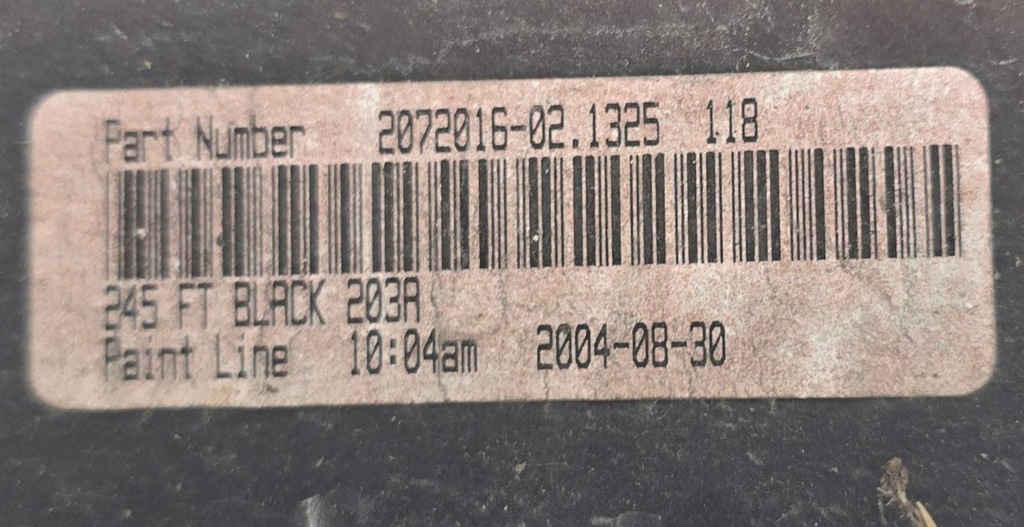 Part Number 2072016-02.1325 118
245 FT BLACK 203A
Paint Line 10:04am 2004-08-30